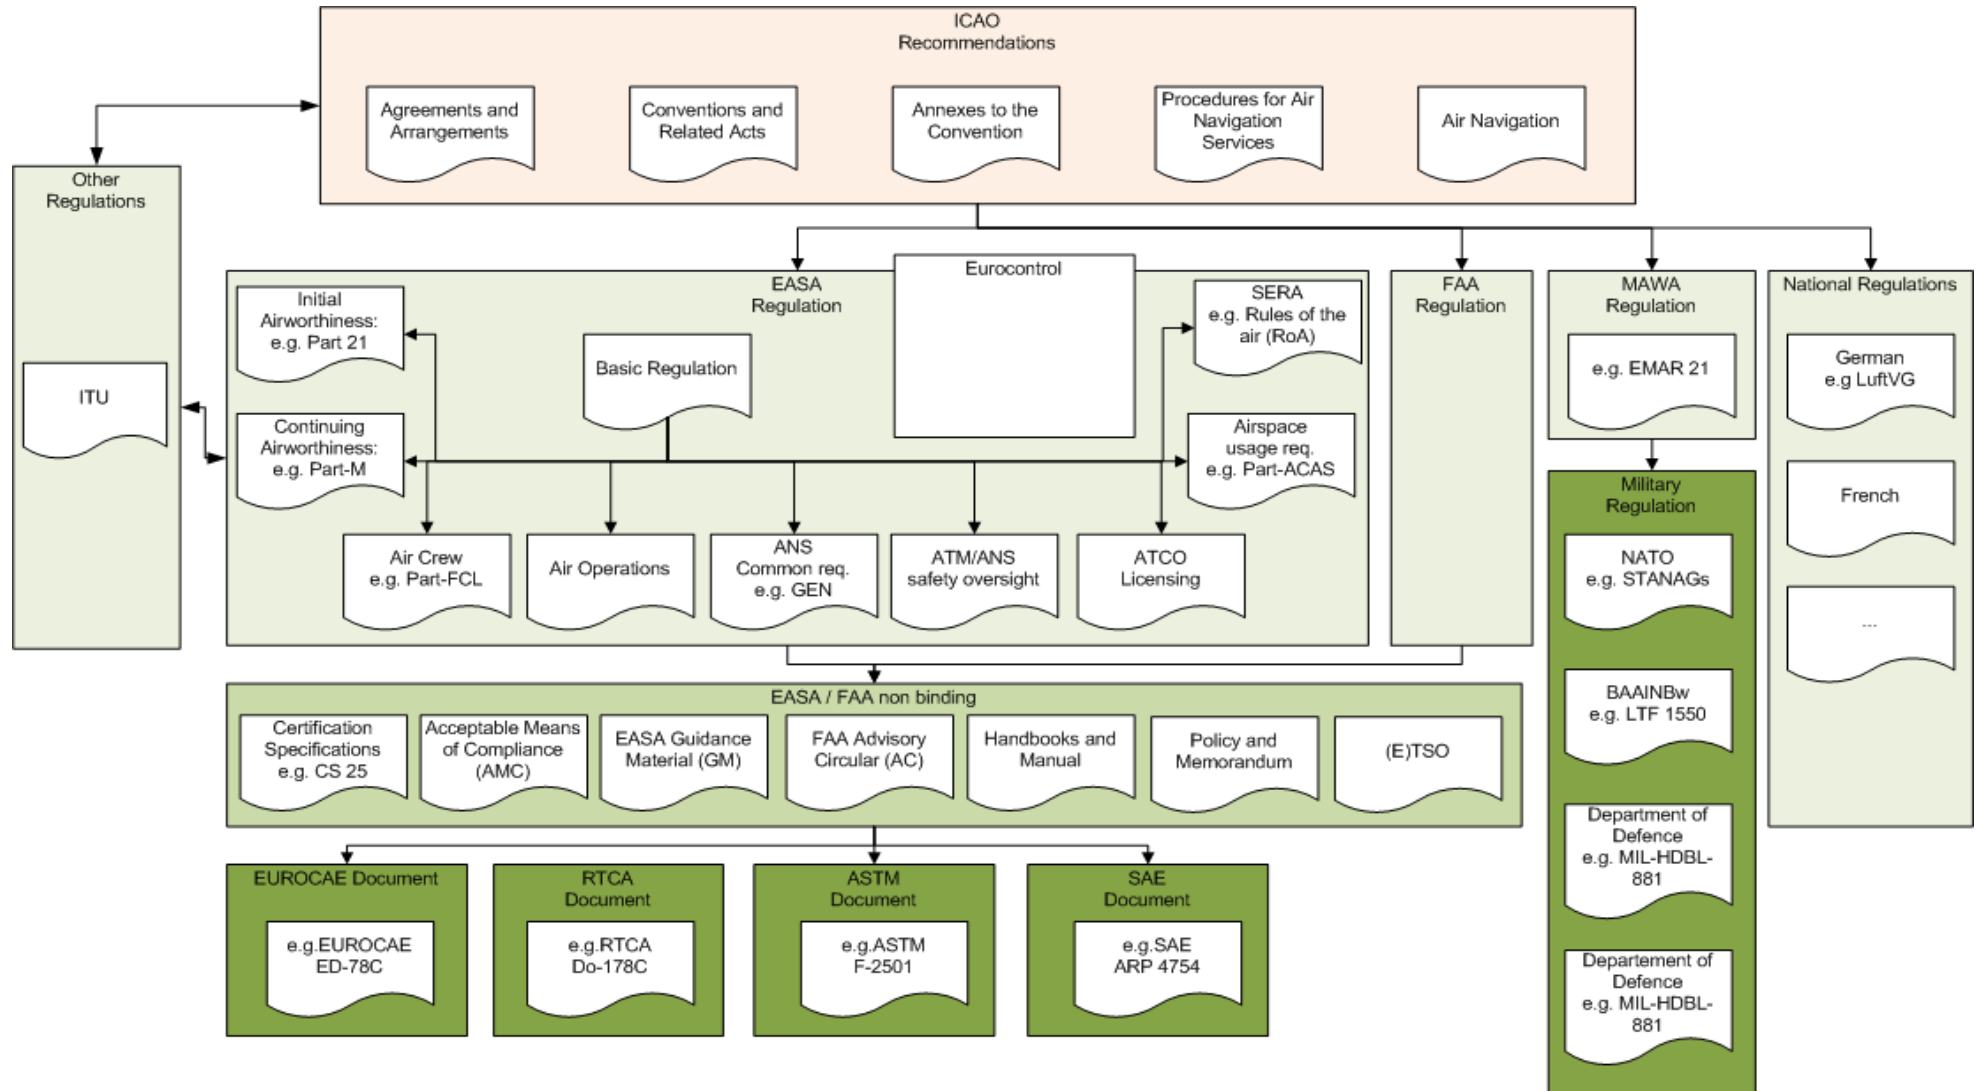 ICAO
Recommendations
Agreements and
Arrangements
Conventions and
Related Acts
Annexes to the
Convention
Procedures for Air
Navigation
Services
Air Navigation
Other
Regulations
ITU
EASA
Regulation
Initial
Airworthiness:
e.g. Part 21
Continuing
Airworthiness:
e.g. Part-M
Basic Regulation
Eurocontrol
SERA
e.g. Rules of the
air (RoA)
Airspace
usage req.
e.g. Part-ACAS
Air Crew
e.g. Part-FCL
Air Operations
ANS
Common req.
e.g. GEN
ATM/ANS
safety oversight
ATCO
Licensing
FAA
Regulation
MAWA
Regulation
e.g. EMAR 21
Military
Regulation
NATO
e.g. STANAGs
BAAINBw
e.g. LTF 1550
Department of
Defence
e.g. MIL-HDBL-
881
Departement of
Defence
e.g. MIL-HDBL-
881
National Regulations
German
e.g LuftVG
French
...
EASA / FAA non binding
Certification
Specifications
e.g. CS 25
Acceptable Means
of Compliance
(AMC)
EASA Guidance
Material (GM)
FAA Advisory
Circular (AC)
Handbooks and
Manual
Policy and
Memorandum
(E)TSO
EUROCAE Document
e.g.EUROCAE
ED-78C
RTCA
Document
e.g.RTCA
Do-178C
ASTM
Document
e.g.ASTM
F-2501
SAE
Document
e.g.SAE
ARP 4754